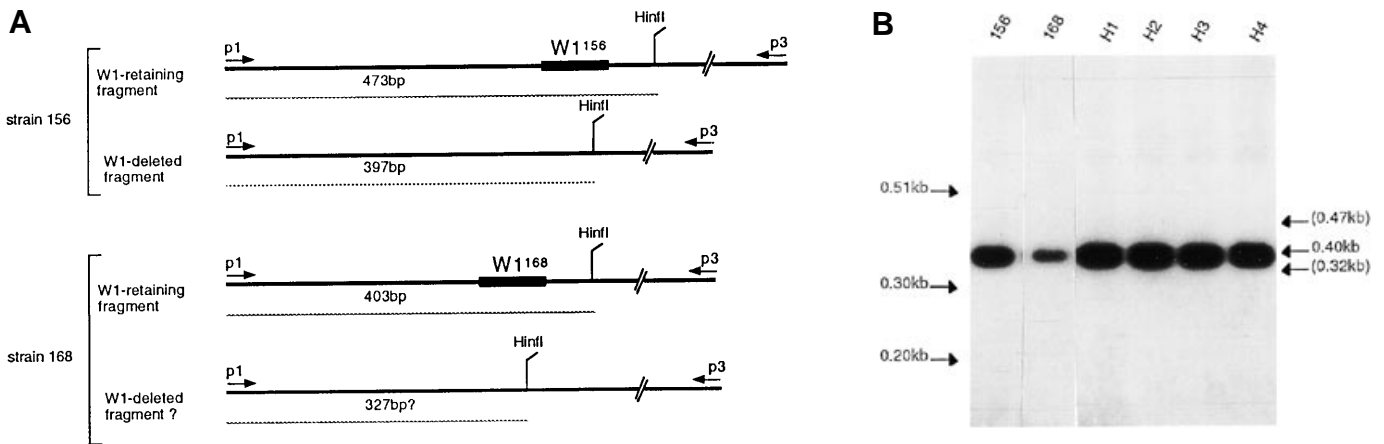 A
strain 156
W1-retaining
fragment
p1
W1156
HinfI
p3
473bp
W1-deleted
fragment
p1
HinfI
p3
397bp
strain 168
W1-retaining
fragment
p1
W1168
HinfI
p3
403bp
W1-deleted
fragment ?
p1
HinfI
p3
327bp?
B
156 168 H1 H2 H3 H4
0.51kb
0.30kb
0.20kb
(0.47kb)
0.40kb
(0.32kb)